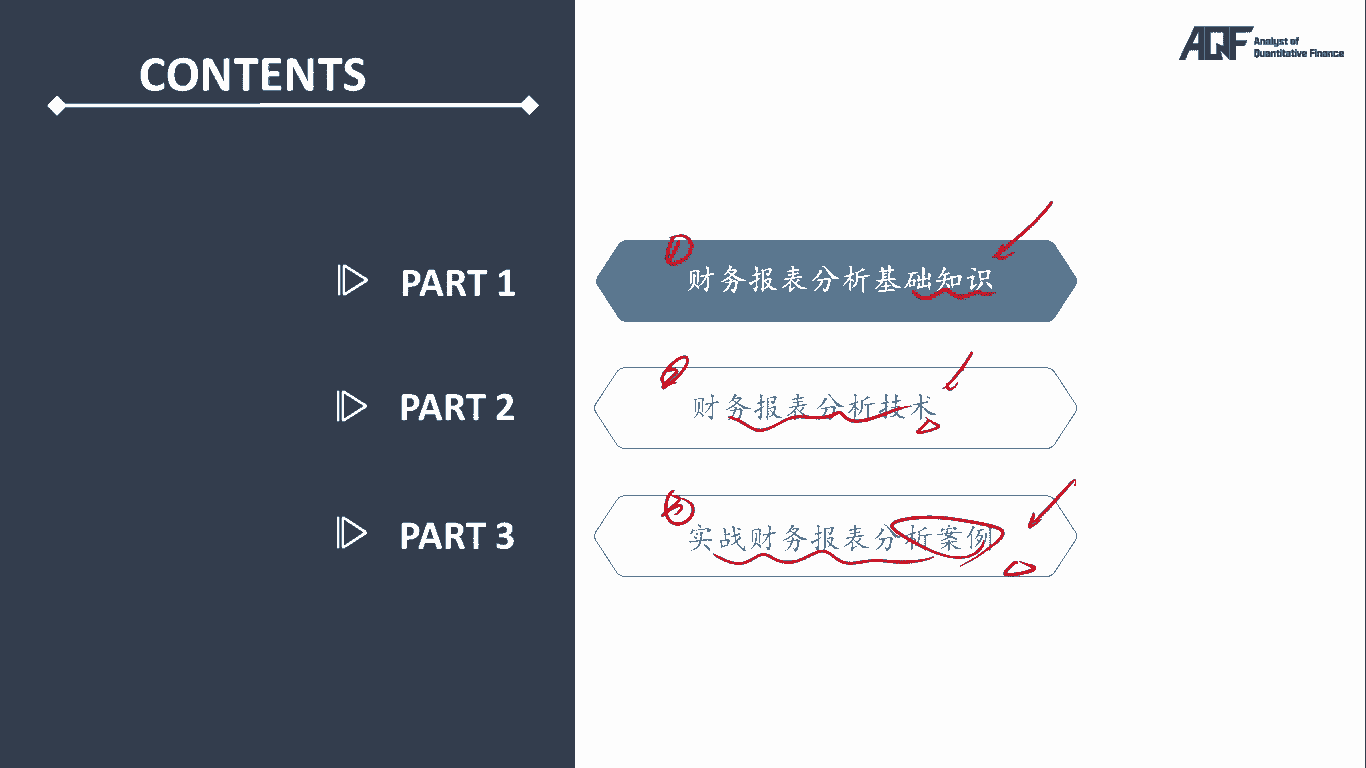 CONTENTS
AQF Analyst of
Quantitative Finance
①
PART 1 财务报表分析基础知识
②
PART 2 财务报表分析技术
③
PART 3 实战财务报表分析案例